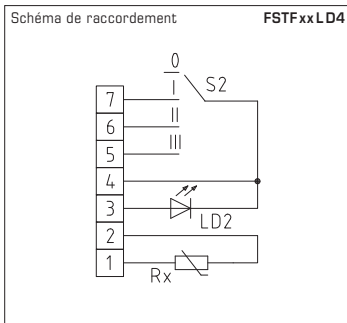 Schéma de raccordement FSTFxxLD4
0
S2
I
7
II
6
III
5
4
3
LD2
2
1
Rx